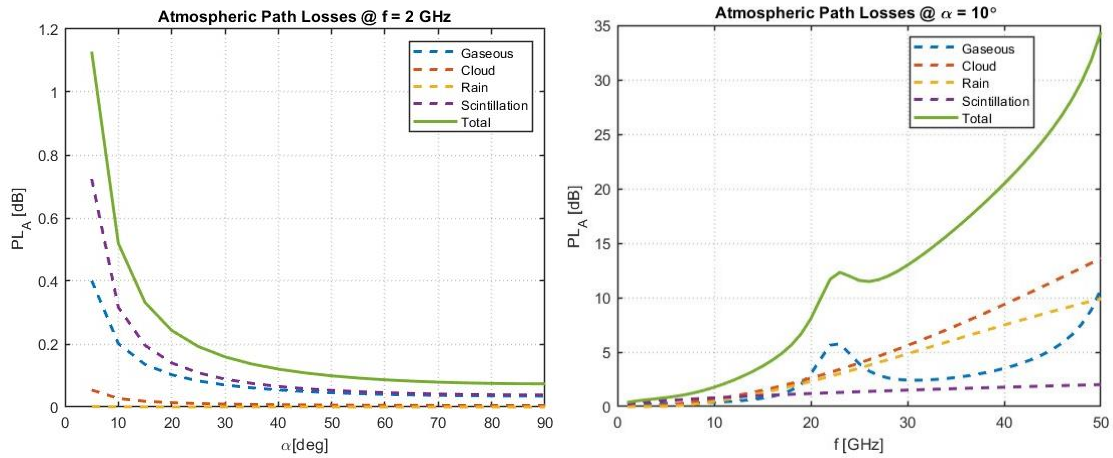 Atmospheric Path Losses @ f = 2 GHz
1.2
1
0.8
0.6
0.4
0.2
0
PL_A [dB]
Gaseous
Cloud
Rain
Scintillation
Total
0 10 20 30 40 50 60 70 80 90
α[deg]
Atmospheric Path Losses @ α = 10°
35
30
25
20
15
10
5
0
PL_A [dB]
Gaseous
Cloud
Rain
Scintillation
Total
0 10 20 30 40 50
f [GHz]